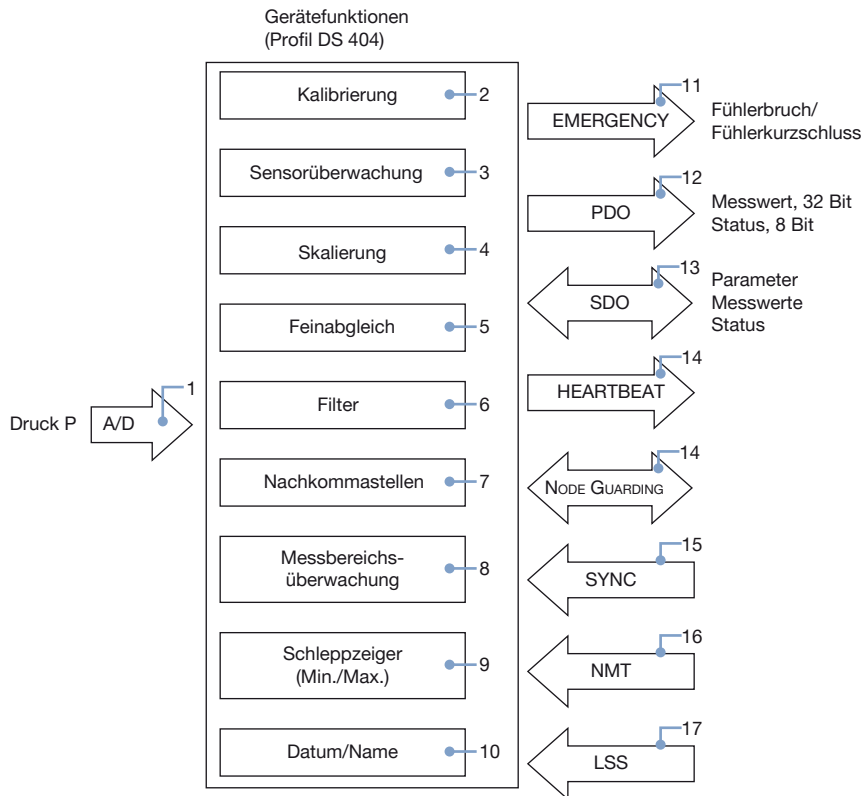 Gerätefunktionen
(Profil DS 404)
Kalibrierung
2
Sensorüberwachung
3
Skalierung
4
Feinabgleich
5
Filter
6
Nachkommastellen
7
Messbereichs-
überwachung
8
Schleppzeiger
(Min./Max.)
9
Datum/Name
10
Druck P
A/D
1
11
EMERGENCY
Fühlerbruch/
Fühlerkurzschluss
12
PDO
Messwert, 32 Bit
Status, 8 Bit
13
SDO
Parameter
Messwerte
Status
14
HEARTBEAT
14
NODE GUARDING
15
SYNC
16
NMT
17
LSS